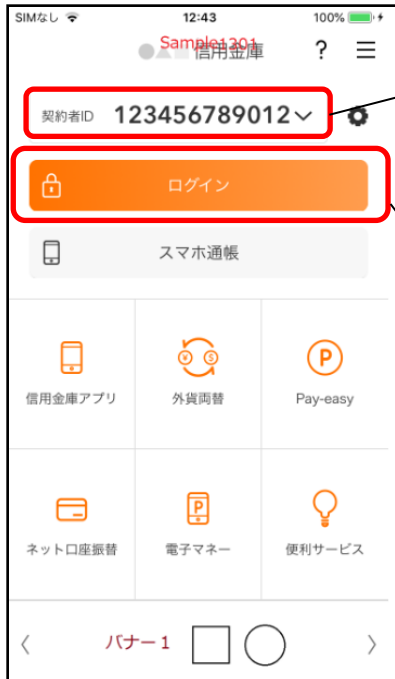 SIMなし 12:43 100%
Sample1301
信用金庫 ?
契約者ID 123456789012
ログイン
スマホ通帳
信用金庫アプリ 外貨両替 Pay-easy
ネット口座振替 電子マネー 便利サービス
バナー1